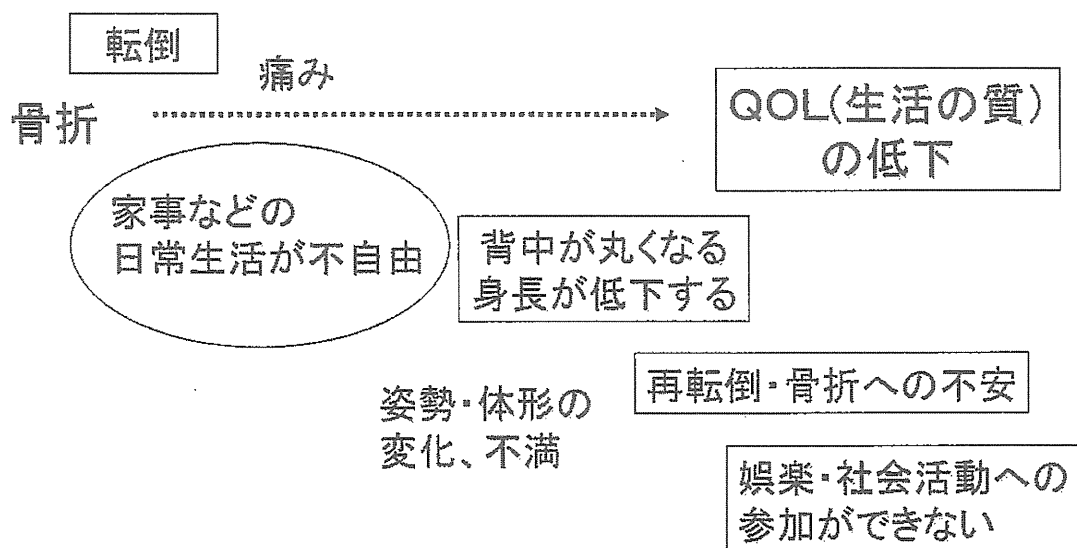 転倒
痛み
骨折
QOL(生活の質)
の低下
家事などの
日常生活が不自由
背中が丸くなる
身長が低下する
再転倒・骨折への不安
姿勢・体形の
変化、不満
娯楽・社会活動への
参加ができない